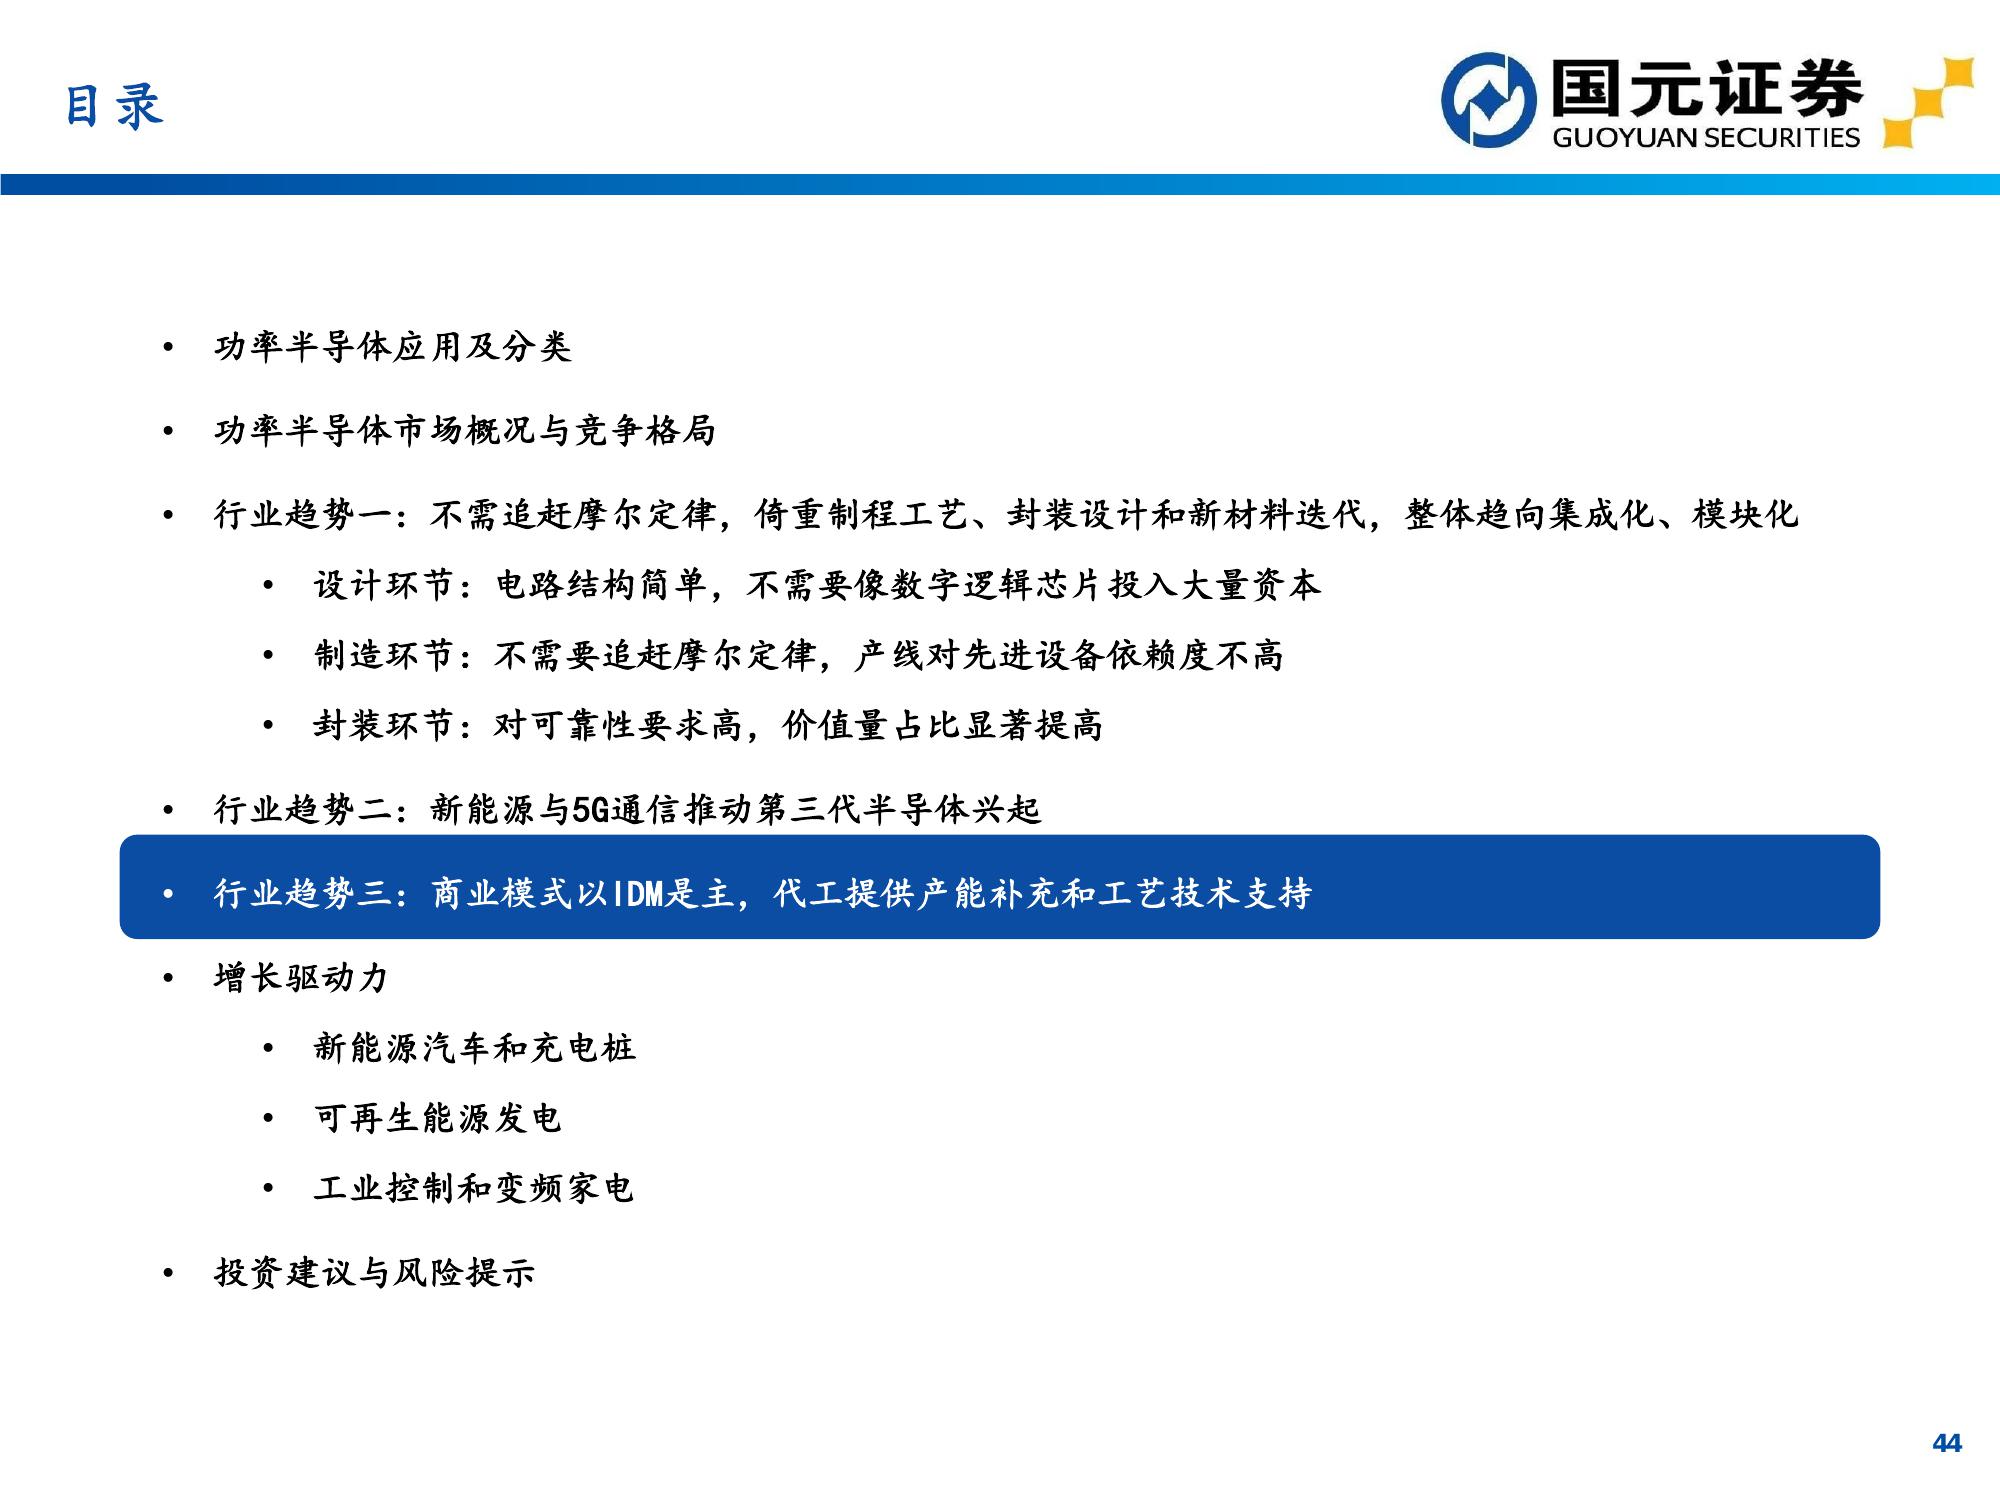 目录
国元证券
GUOYUAN SECURITIES
• 功率半导体应用及分类
• 功率半导体市场概况与竞争格局
• 行业趋势一：不需追赶摩尔定律，倚重制程工艺、封装设计和新材料迭代，整体趋向集成化、模块化
• 设计环节：电路结构简单，不需要像数字逻辑芯片投入大量资本
• 制造环节：不需要追赶摩尔定律，产线对先进设备依赖度不高
• 封装环节：对可靠性要求高，价值量占比显著提高
• 行业趋势二：新能源与5G通信推动第三代半导体兴起
• 行业趋势三：商业模式以IDM是主，代工提供产能补充和工艺技术支持
• 增长驱动力
• 新能源汽车和充电桩
• 可再生能源发电
• 工业控制和变频家电
• 投资建议与风险提示
44